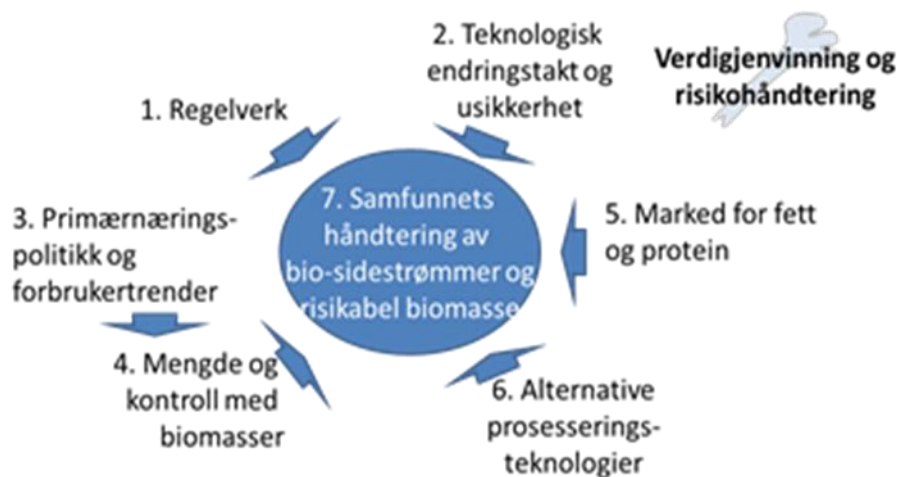 2. Teknologisk
endringstakt og
usikkerhet
Verdigjenvinning og
risikohåndtering
1. Regelverk
7. Samfunnets
håndtering av
bio-sidestrømmer og
risikabel biomasse
3. Primærnærings-
politikk og
forbrukertrender
5. Marked for fett
og protein
4. Mengde og
kontroll med
biomasser
6. Alternative
prosesserings-
teknologier